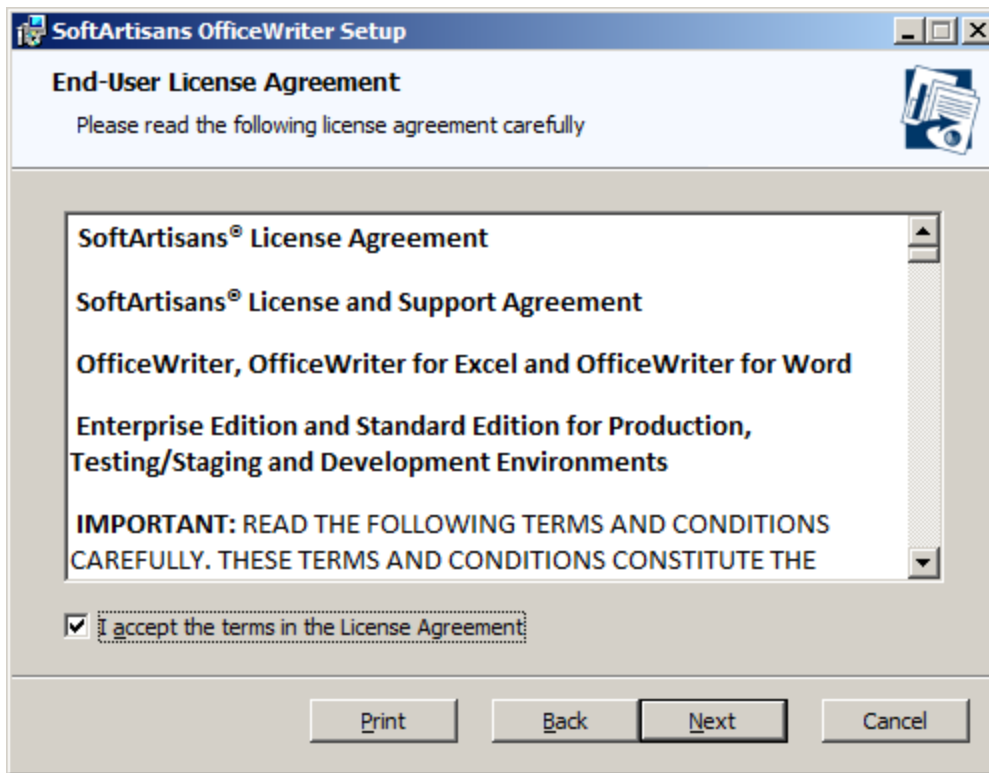 SoftArtisans OfficeWriter Setup
End-User License Agreement
Please read the following license agreement carefully
SoftArtisans® License Agreement
SoftArtisans® License and Support Agreement
OfficeWriter, OfficeWriter for Excel and OfficeWriter for Word
Enterprise Edition and Standard Edition for Production,
Testing/Staging and Development Environments
IMPORTANT: READ THE FOLLOWING TERMS AND CONDITIONS
CAREFULLY. THESE TERMS AND CONDITIONS CONSTITUTE THE
I accept the terms in the License Agreement
Print Back Next Cancel